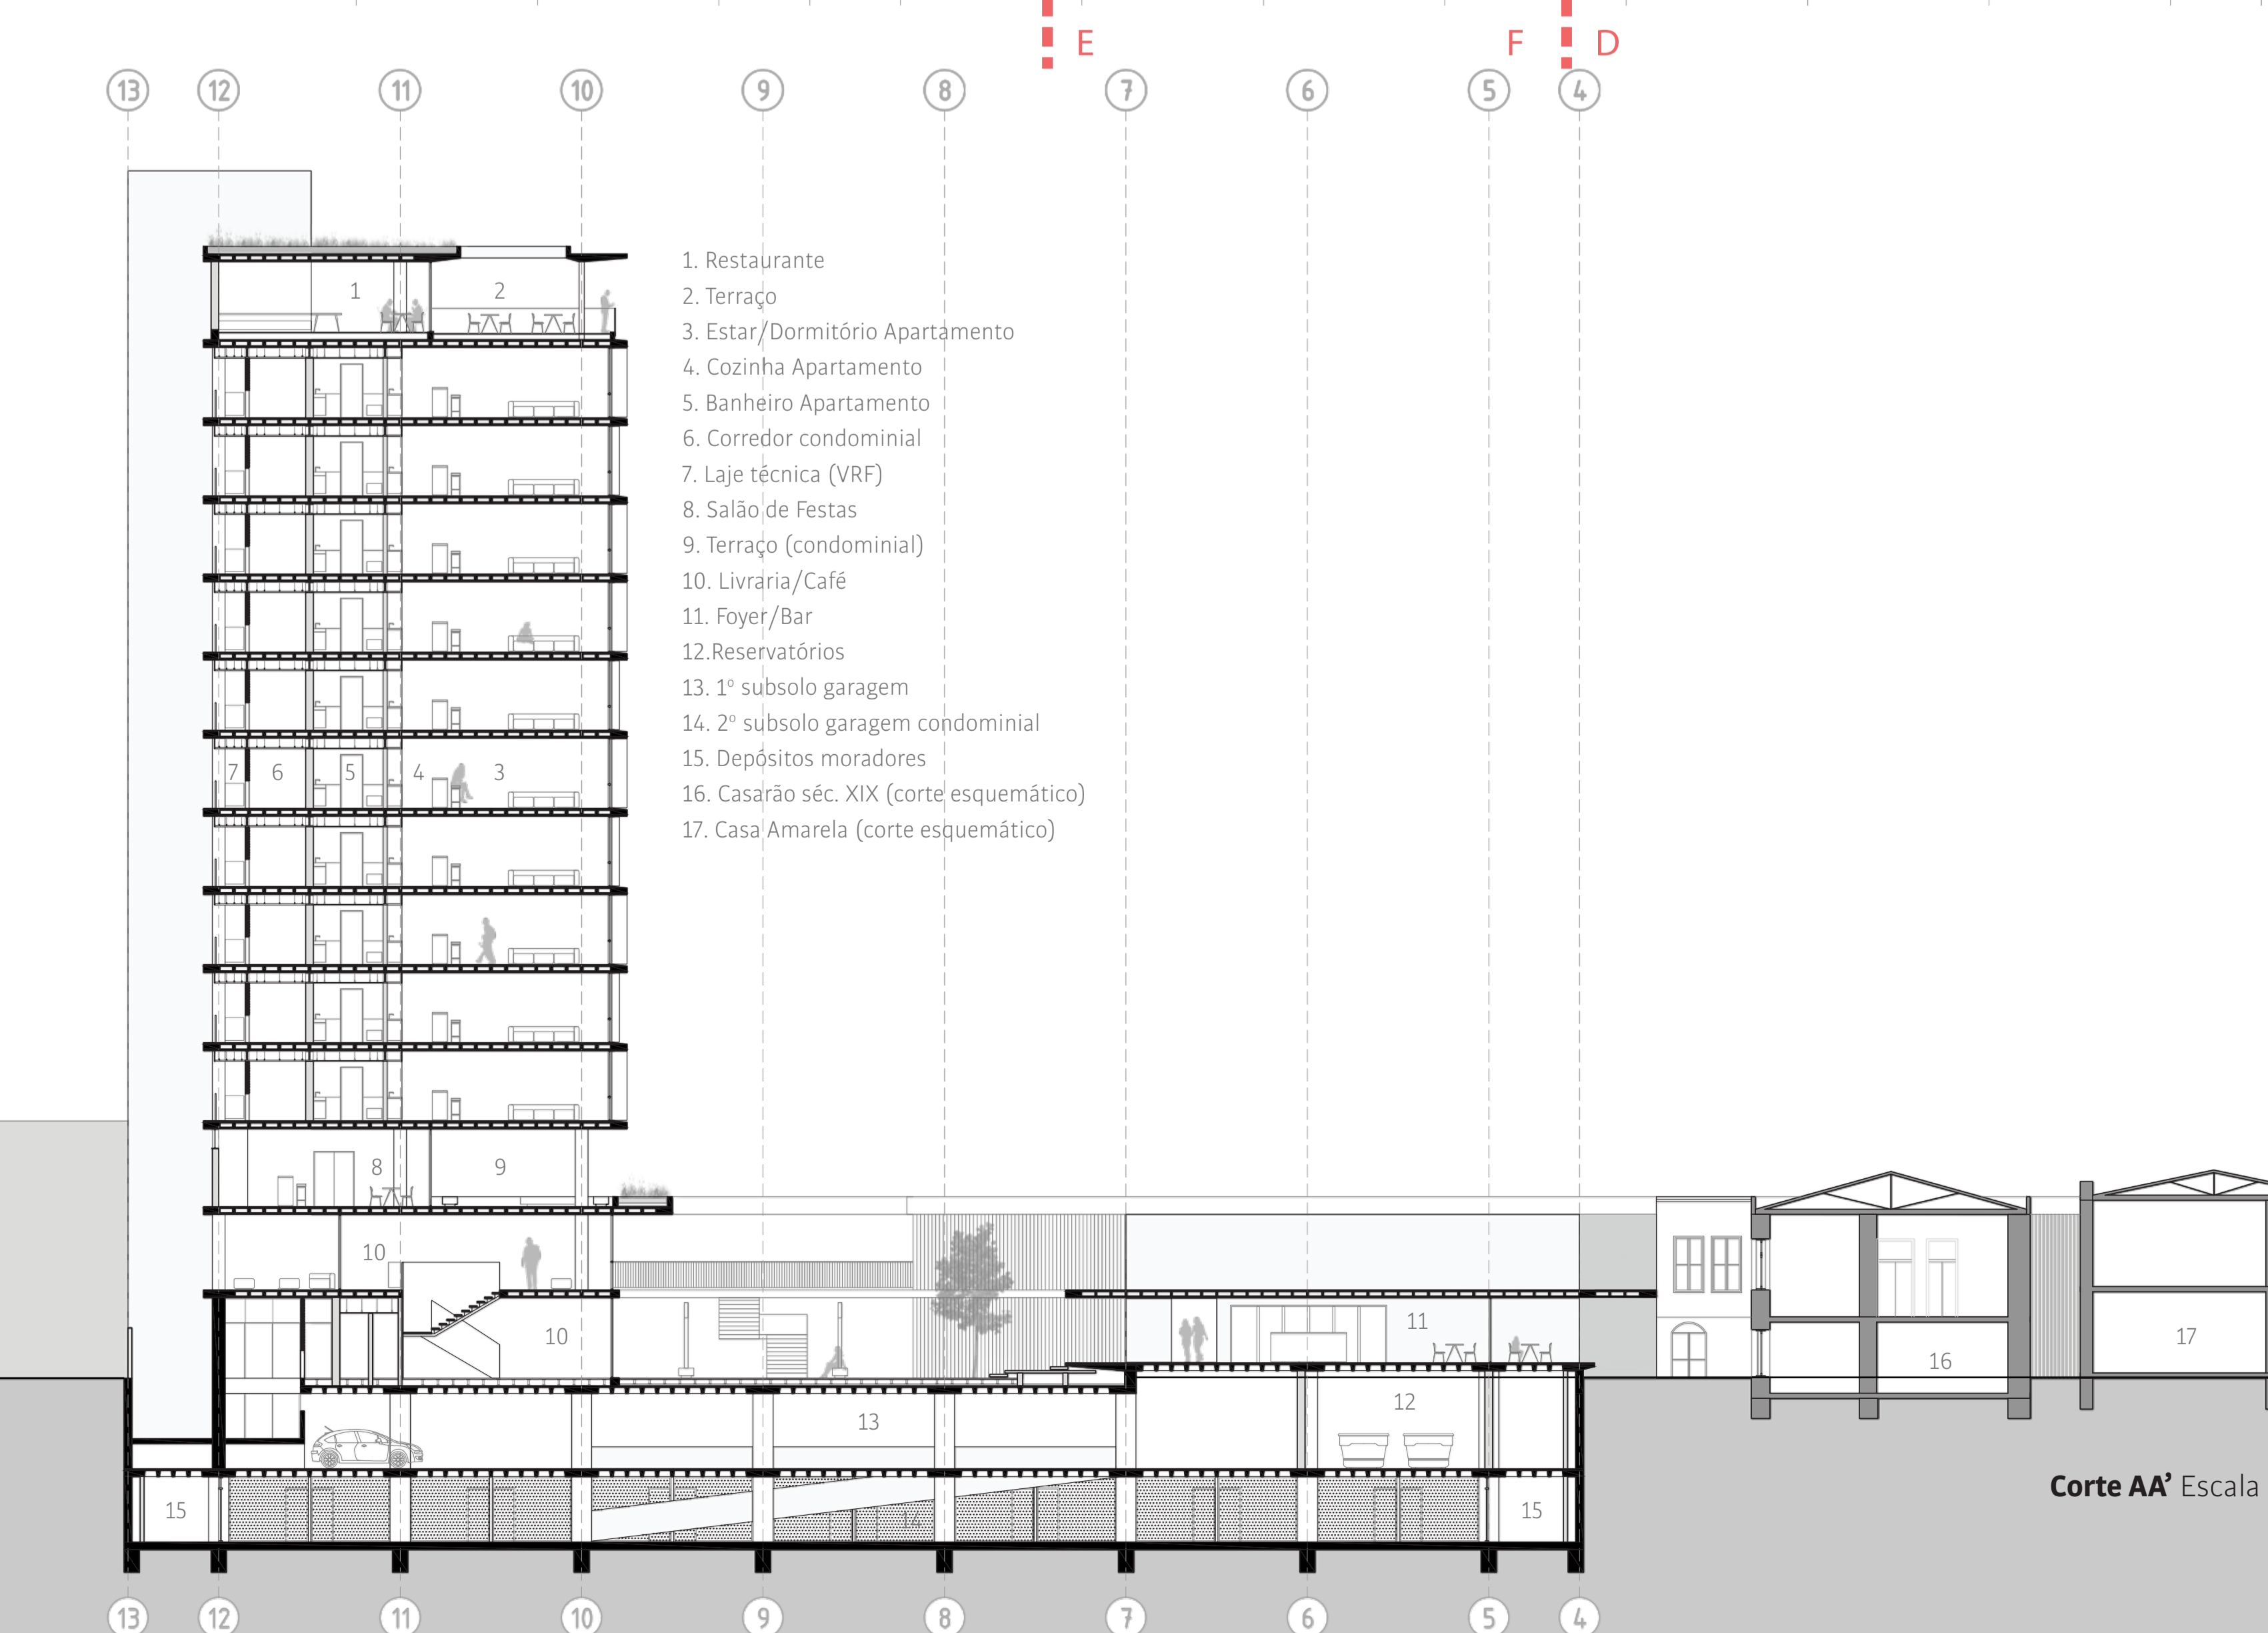 E F D
13 12 11 10 9 8 7 6 5 4
1. Restaurante
2. Terraço
3. Estar/Dormitório Apartamento
4. Cozinha Apartamento
5. Banheiro Apartamento
6. Corredor condominial
7. Laje técnica (VRF)
8. Salão de Festas
9. Terraço (condominial)
10. Livraria/Café
11. Foyer/Bar
12.Reservatórios
13. 1º subsolo garagem
14. 2º subsolo garagem condominial
15. Depósitos moradores
16. Casarão séc. XIX (corte esquemático)
17. Casa Amarela (corte esquemático)
1 2
7 6 5 4 3
8 9
10
10 11 17
16
12
13
15 14 15
Corte AA’ Escala
13 12 11 10 9 8 7 6 5 4